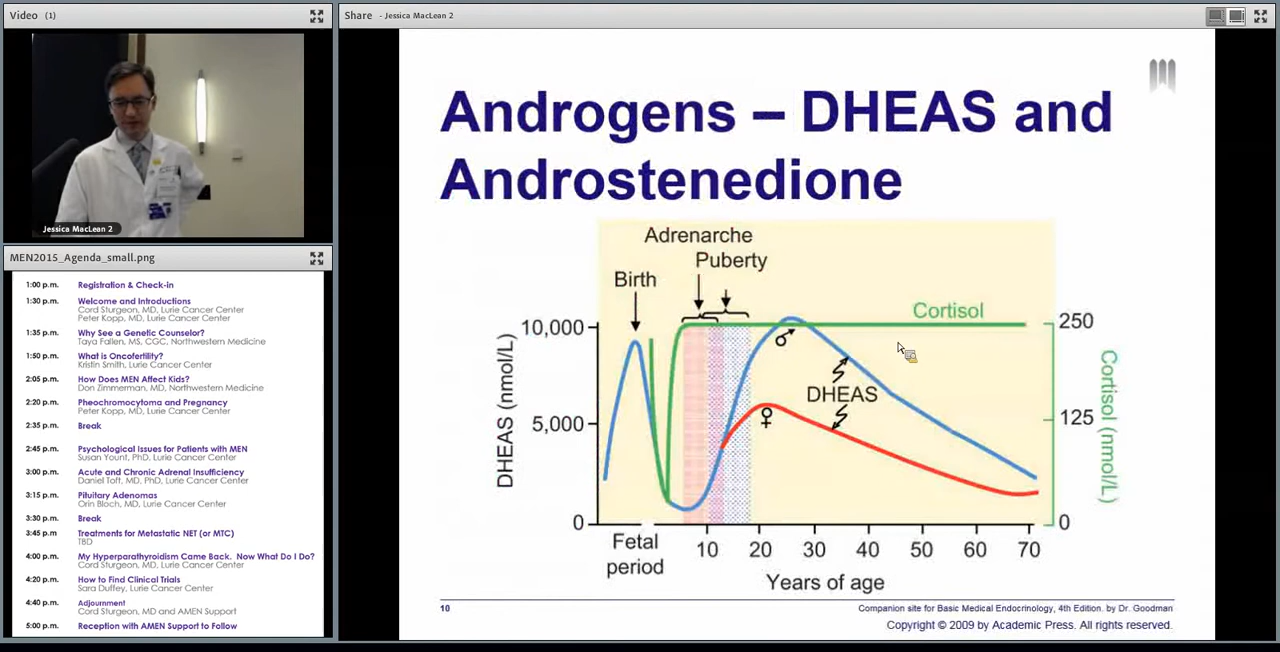 Video (1)
Jessica MacLean 2
MEN2015_Agenda_small.png
1:00 p.m. Registration & Check-in
1:30 p.m. Welcome and Introductions
Cord Sturgeon, MD, Lurie Cancer Center
Peter Kopp, MD, Lurie Cancer Center
1:35 p.m. Why See a Genetic Counselor?
Taya Fallen, MS, CGC, Northwestern Medicine
1:50 p.m. What is Oncofertility?
Kristin Smith, Lurie Cancer Center
2:05 p.m. How Does MEN Affect Kids?
Don Zimmerman, MD, Northwestern Medicine
2:20 p.m. Pheochromocytoma and Pregnancy
Peter Kopp, MD, Lurie Cancer Center
2:35 p.m. Break
2:45 p.m. Psychological Issues for Patients with MEN
Susan Yount, PhD, Lurie Cancer Center
3:00 p.m. Acute and Chronic Adrenal Insufficiency
Daniel Toft, MD, PhD, Lurie Cancer Center
3:15 p.m. Pituitary Adenomas
Orin Bloch, MD, Lurie Cancer Center
3:30 p.m. Break
3:45 p.m Treatments for Metastatic NET (or MTC)
TBD
4:00 p.m. My Hyperparathyroidism Came Back. Now What Do I Do?
Cord Sturgeon, MD, Lurie Cancer Center
4:20 p.m. How to Find Clinical Trials
Sara Duffey, Lurie Cancer Center
4:40 p.m. Adjournment
Cord Sturgeon, MD and AMEN Support
5:00 p.m. Reception with AMEN Support to Follow
Share - Jessica MacLean 2
Androgens – DHEAS and
Androstenedione
Adrenarche
Puberty
Birth
Cortisol
10,000
5,000
0
DHEAS (nmol/L)
♂
♀
DHEAS
250
125
0
Cortisol (nmol/L)
Fetal
period
10 20 30 40 50 60 70
Years of age
10
Companion site for Basic Medical Endocrinology, 4th Edition. by Dr. Goodman
Copyright © 2009 by Academic Press. All rights reserved.